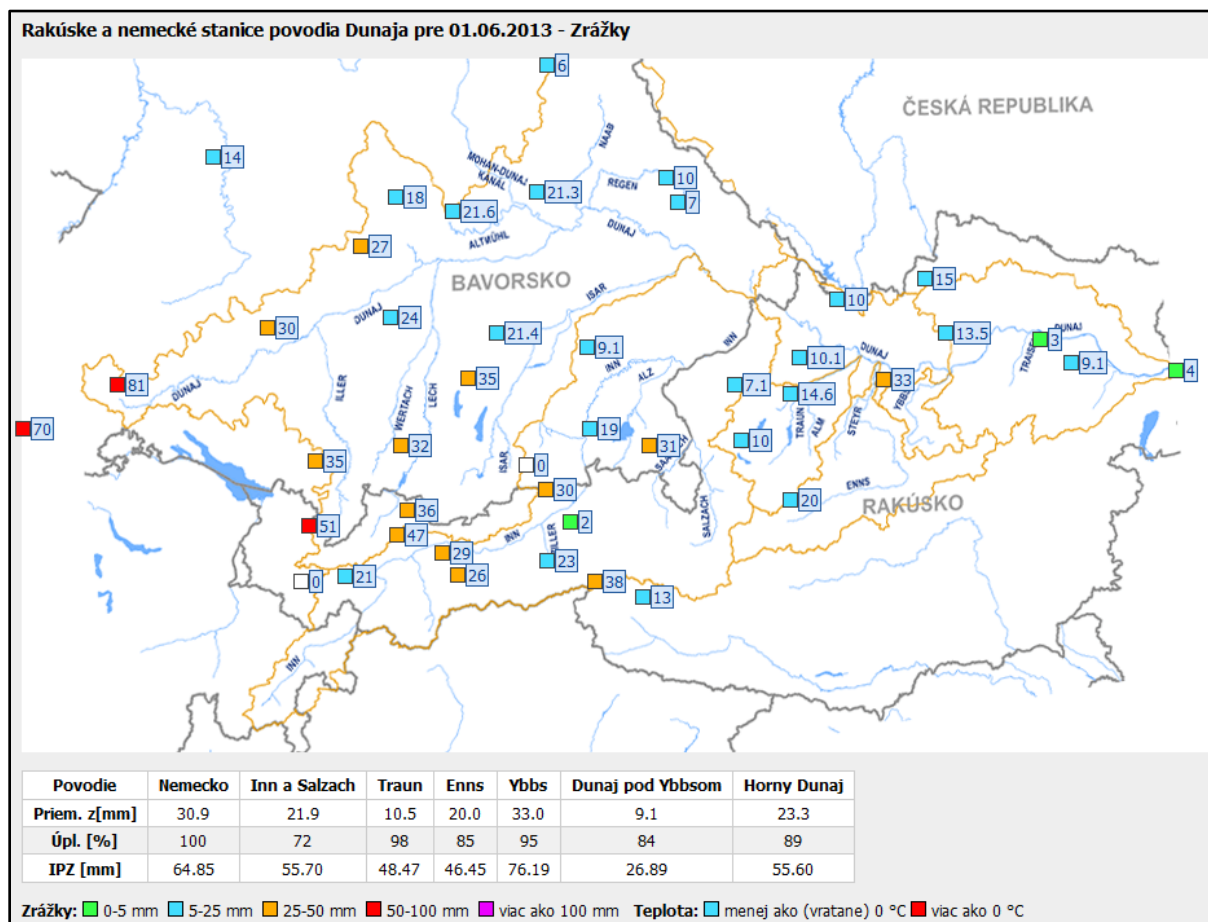 Rakúske a nemecké stanice povodia Dunaja pre 01.06.2013 - Zrážky
6
ČESKÁ REPUBLIKA
NAAB
14
MOHAN-DUNAJ
KANÁL
10
REGEN
18
21.3
7
21.6
DUNAJ
ALTMÜHL
27
BAVORSKO
15
ISAR
10
DUNAJ
24
30
21.4
13.5
DUNAJ
INN
3
TRAISEN
9.1
10.1
DUNAJ
9.1
INN
ALZ
4
35
33
81
7.1
YBBS
DUNAJ
ILLER
LECH
14.6
WERTACH
TRAUN
ALM
STEYR
70
19
10
32
31
ISAR
35
0
ENNS
30
20
RAKÚSKO
SALZACH
36
2
51
INN
47
29
23
26
21
0
38
13
INN
Povodie Nemecko Inn a Salzach Traun Enns Ybbs Dunaj pod Ybbsom Horny Dunaj
Priem. z[mm] 30.9 21.9 10.5 20.0 33.0 9.1 23.3
Úpl. [%] 100 72 98 85 95 84 89
IPZ [mm] 64.85 55.70 48.47 46.45 76.19 26.89 55.60
Zrážky: 0-5 mm 5-25 mm 25-50 mm 50-100 mm viac ako 100 mm Teplota: menej ako (vratane) 0 °C viac ako 0 °C